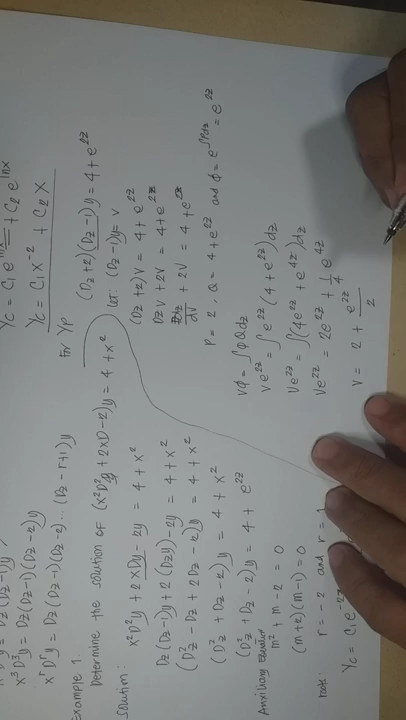 x³D³y = Dz(Dz-1)(Dz-2)y
xʳDʳy = Dz(Dz-1)(Dz-2)...(Dz-r+1)y
Example 1.
Determine the solution of (x²D²y + 2xD-2)y = 4+x²
Solution:
x²D²y + 2xDy - 2y = 4+x²
Dz(Dz-1)y + 2(Dzy) - 2y = 4+x²
(D²z - Dz + 2Dz - 2)y = 4+x²
(D²z + Dz - 2)y = 4+x²
(D²z + Dz - 2)y = 4 + e²ᶻ
Auxiliary Equation
m² + m - 2 = 0
(m+2)(m-1) = 0
r = -2 and r = 1
Yc = C₁e⁻²ᶻ
Yc = C₁x⁻² + C₂x
For Yp
(Dz+2)(Dz-1)y = 4+e²ᶻ
let: (Dz-1)y = v
(Dz+2)v = 4+e²ᶻ
Dzv + 2v = 4+e²ᶻ
+ 2v = 4+e²ᶻ
dv
P = 2, Q = 4+e²ᶻ and ϕ = e^∫Pdz = e²ᶻ
vϕ = ∫ϕQdz
ve²ᶻ = ∫e²ᶻ(4+e²ᶻ)dz
ve²ᶻ = ∫(4e²ᶻ + e⁴ᶻ)dz
ve²ᶻ = 2e²ᶻ + 1/4 e⁴ᶻ
v = 2 + e²ᶻ/2